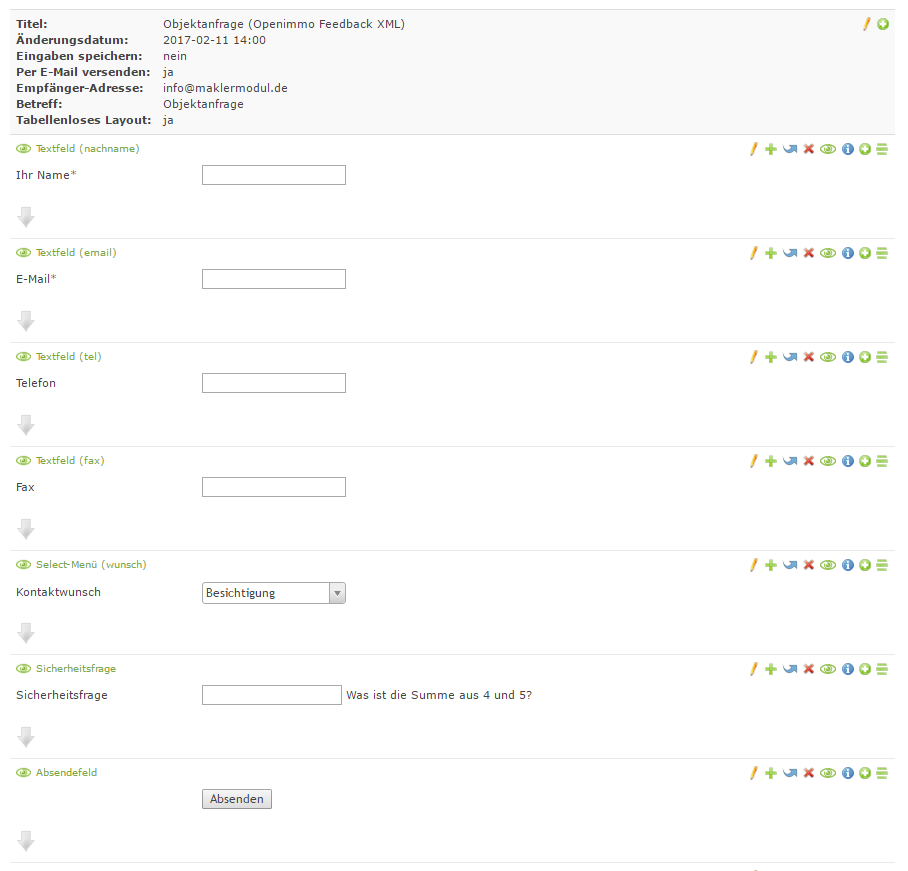 Titel: Objektanfrage (Openimmo Feedback XML)
Änderungsdatum: 2017-02-11 14:00
Eingaben speichern: nein
Per E-Mail versenden: ja
Empfänger-Adresse: info@maklermodul.de
Betreff: Objektanfrage
Tabellenloses Layout: ja
Textfeld (nachname)
Ihr Name*
Textfeld (email)
E-Mail*
Textfeld (tel)
Telefon
Textfeld (fax)
Fax
Select-Menü (wunsch)
Kontaktwunsch Besichtigung
Sicherheitsfrage
Sicherheitsfrage Was ist die Summe aus 4 und 5?
Absendefeld
Absenden